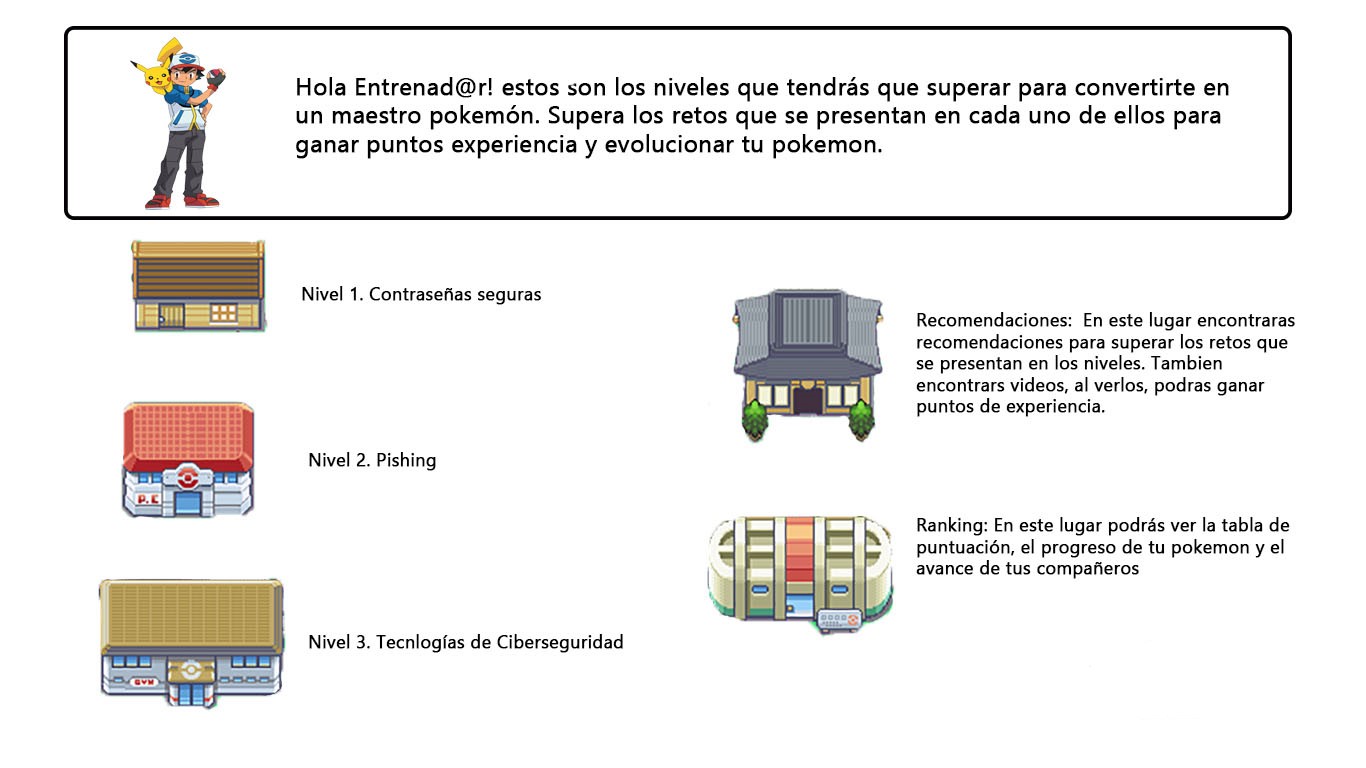 Hola Entrenad@r! estos son los niveles que tendrás que superar para convertirte en
un maestro pokemón. Supera los retos que se presentan en cada uno de ellos para
ganar puntos experiencia y evolucionar tu pokemon.
Nivel 1. Contraseñas seguras
P.C
Nivel 2. Pishing
GYM
Nivel 3. Tecnlogías de Ciberseguridad
Recomendaciones:  En este lugar encontraras
recomendaciones para superar los retos que
se presentan en los niveles. Tambien
encontrars videos, al verlos, podras ganar
puntos de experiencia.
Ranking: En este lugar podrás ver la tabla de
puntuación, el progreso de tu pokemon y el
avance de tus compañeros